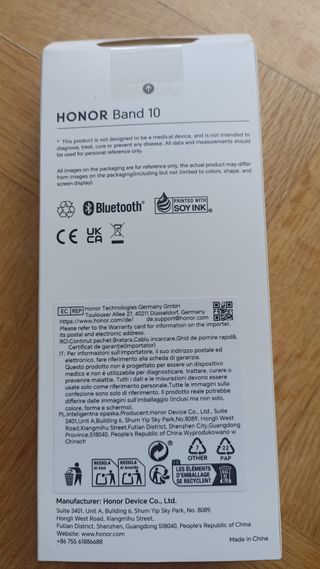 HONOR Band 10
* This product is not designed to be a medical device, and is not intended to
diagnose, treat, cure or prevent any disease. All data and measurements should
be used for personal reference only.
All images on the packaging are for reference only, the actual product may differ
from images on the packaging(including but not limited to colors, shape, and
screen display).
Bluetooth®
PRINTED WITH
SOY INK®
CE
UK
CA
EC REP
Honor Technologies Germany GmbH
Toulouser Allee 27, 40211 Düsseldorf, Germany
https://www.honor.com/de/ de.support@honor.com
Please refer to the Warranty card for information on the importer,
its postal and electronic address.
RO:Continut pachet:Bratara,Cablu incarcare,Ghid de pornire rapidă,
Certificat de garanție(importator)
IT: Per informazioni sull'importatore, il suo indirizzo postale ed
elettronico, fare riferimento alla scheda di garanzia.
Questo prodotto non è progettato per essere un dispositivo
medico e non è utilizzabile per diagnosticare, trattare, curare o
prevenire malattie. Tutti i dati e le misurazioni devono essere
usati solo come riferimento personale.Tutte le immagini sulla
confezione sono solo di riferimento. Il prodotto reale potrebbe
differire dalle immagini sull'imballaggio (inclusi ma non solo,
colore, forma e schermo).
PL:inteligentna opaska.Producent:Honor Device Co., Ltd., Suite
3401,Unit A,Building 6, Shum Yip Sky Park, No. 8089, Hongli West
Road,Xiangmihu Street,Futian District, Shenzhen City,Guangdong
Province,518040, People's Republic of China.Wyprodukowano w
Chinach
RECICLA
Al Azul
RECICLA
Al Amarillo
7
OTHER
22
PAP
LES ÉLÉMENTS
D'EMBALLAGE
SE RECYCLENT
Manufacturer: Honor Device Co., Ltd.
Suite 3401, Unit A, Building 6, Shum Yip Sky Park, No. 8089,
Hongli West Road, Xiangmihu Street,
Futian District, Shenzhen, Guangdong 518040, People's Republic of China
Website: www.honor.com
+86 755 61886688
Made in China